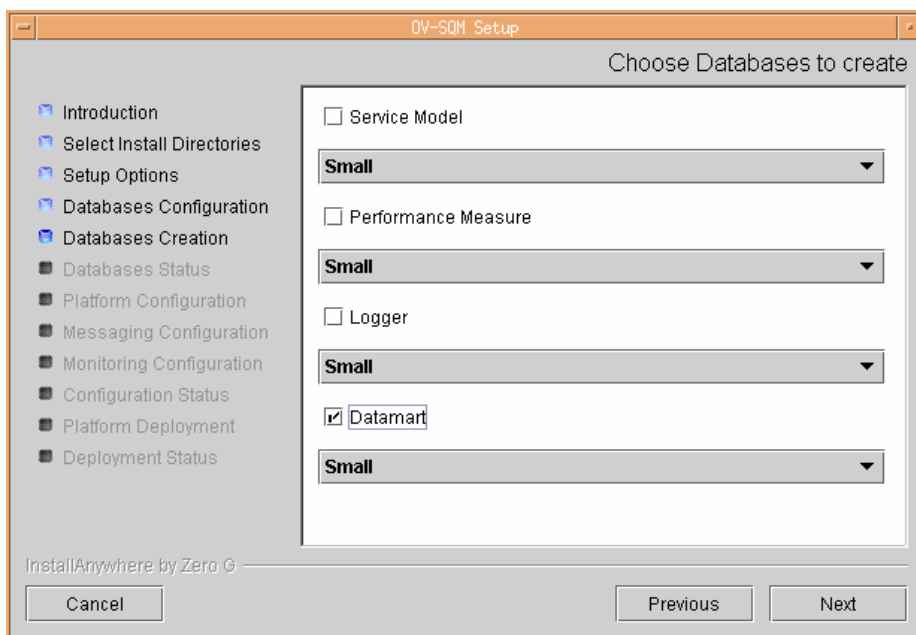 OV-SQM Setup
Choose Databases to create
Introduction
Select Install Directories
Setup Options
Databases Configuration
Databases Creation
Databases Status
Platform Configuration
Messaging Configuration
Monitoring Configuration
Configuration Status
Platform Deployment
Deployment Status
Service Model
Small
Performance Measure
Small
Logger
Small
Datamart
Small
InstallAnywhere by Zero G
Cancel
Previous
Next